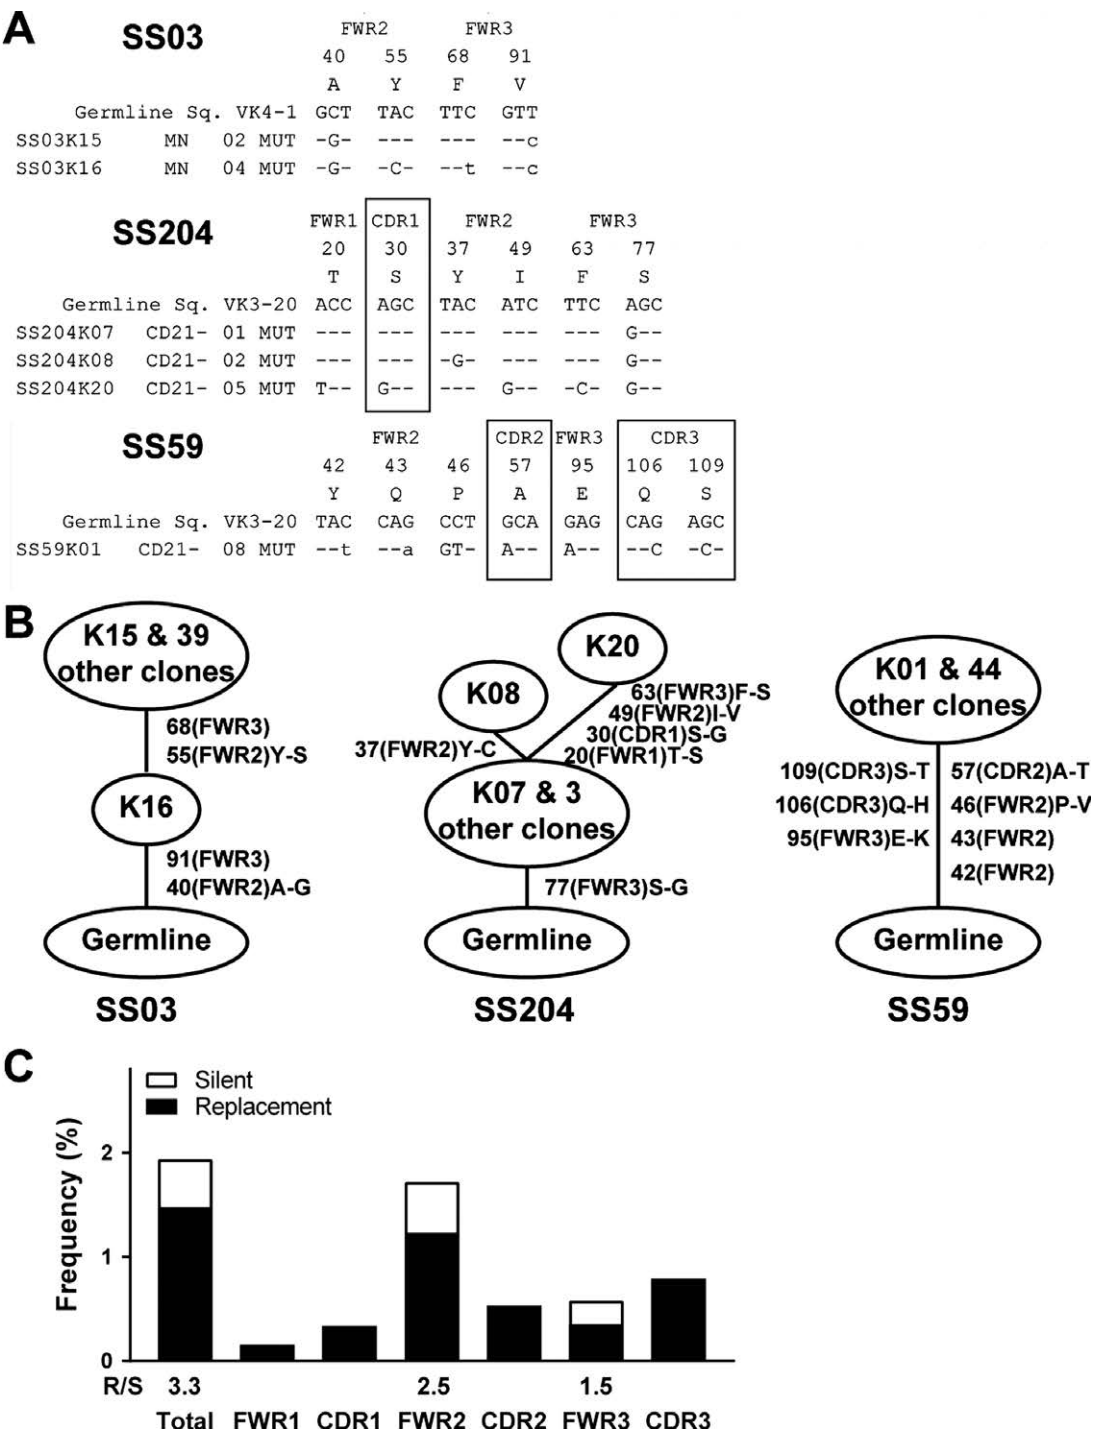 A
SS03
FWR2 FWR3
40 55 68 91
A Y F V
Germline Sq. VK4-1 GCT TAC TTC GTT
SS03K15 MN 02 MUT -G- --- --- --c
SS03K16 MN 04 MUT -G- -C- --t --c
SS204
FWR1 CDR1 FWR2 FWR3
20 30 37 49 63 77
T S Y I F S
Germline Sq. VK3-20 ACC AGC TAC ATC TTC AGC
SS204K07 CD21- 01 MUT --- --- --- --- --- G--
SS204K08 CD21- 02 MUT --- --- -G- --- --- G--
SS204K20 CD21- 05 MUT T-- G-- --- G-- -C- G--
SS59
FWR2 CDR2 FWR3 CDR3
42 43 46 57 95 106 109
Y Q P A E Q S
Germline Sq. VK3-20 TAC CAG CCT GCA GAG CAG AGC
SS59K01 CD21- 08 MUT --t --a GT- A-- A-- --C -C-
B
K15 & 39
other clones
68(FWR3)
55(FWR2)Y-S
K16
91(FWR3)
40(FWR2)A-G
Germline
SS03
K20
K08
63(FWR3)F-S
49(FWR2)I-V
30(CDR1)S-G
20(FWR1)T-S
37(FWR2)Y-C
K07 & 3
other clones
77(FWR3)S-G
Germline
SS204
K01 & 44
other clones
109(CDR3)S-T 57(CDR2)A-T
106(CDR3)Q-H 46(FWR2)P-V
95(FWR3)E-K 43(FWR2)
42(FWR2)
Germline
SS59
C
Silent
Replacement
Frequency (%)
2
1
0
R/S 3.3 2.5 1.5
Total FWR1 CDR1 FWR2 CDR2 FWR3 CDR3